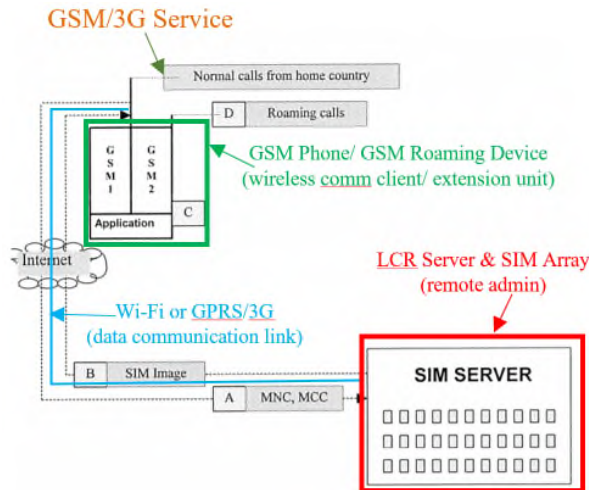 GSM/3G Service
Normal calls from home country
D
Roaming calls
GSM1
GSM2
GSM Phone/ GSM Roaming Device
(wireless comm client/ extension unit)
C
Application
Internet
LCR Server & SIM Array
(remote admin)
Wi-Fi or GPRS/3G
(data communication link)
B
SIM Image
A
MNC, MCC
SIM SERVER